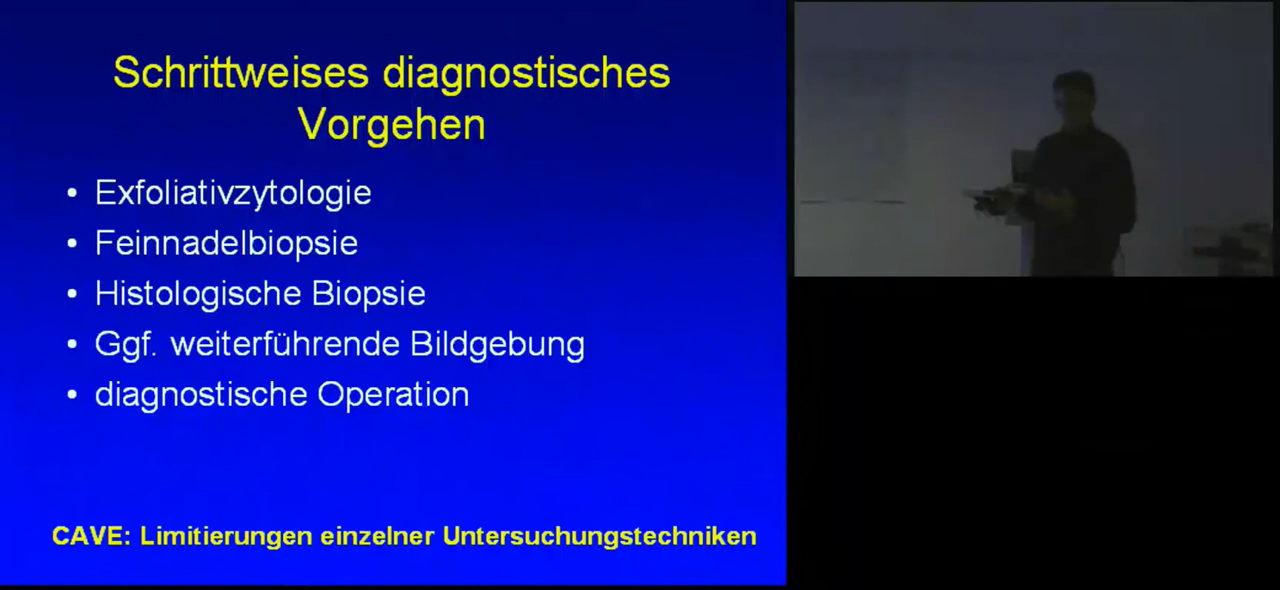 Schrittweises diagnostisches
Vorgehen
• Exfoliativzytologie
• Feinnadelbiopsie
• Histologische Biopsie
• Ggf. weiterführende Bildgebung
• diagnostische Operation
CAVE: Limitierungen einzelner Untersuchungstechniken